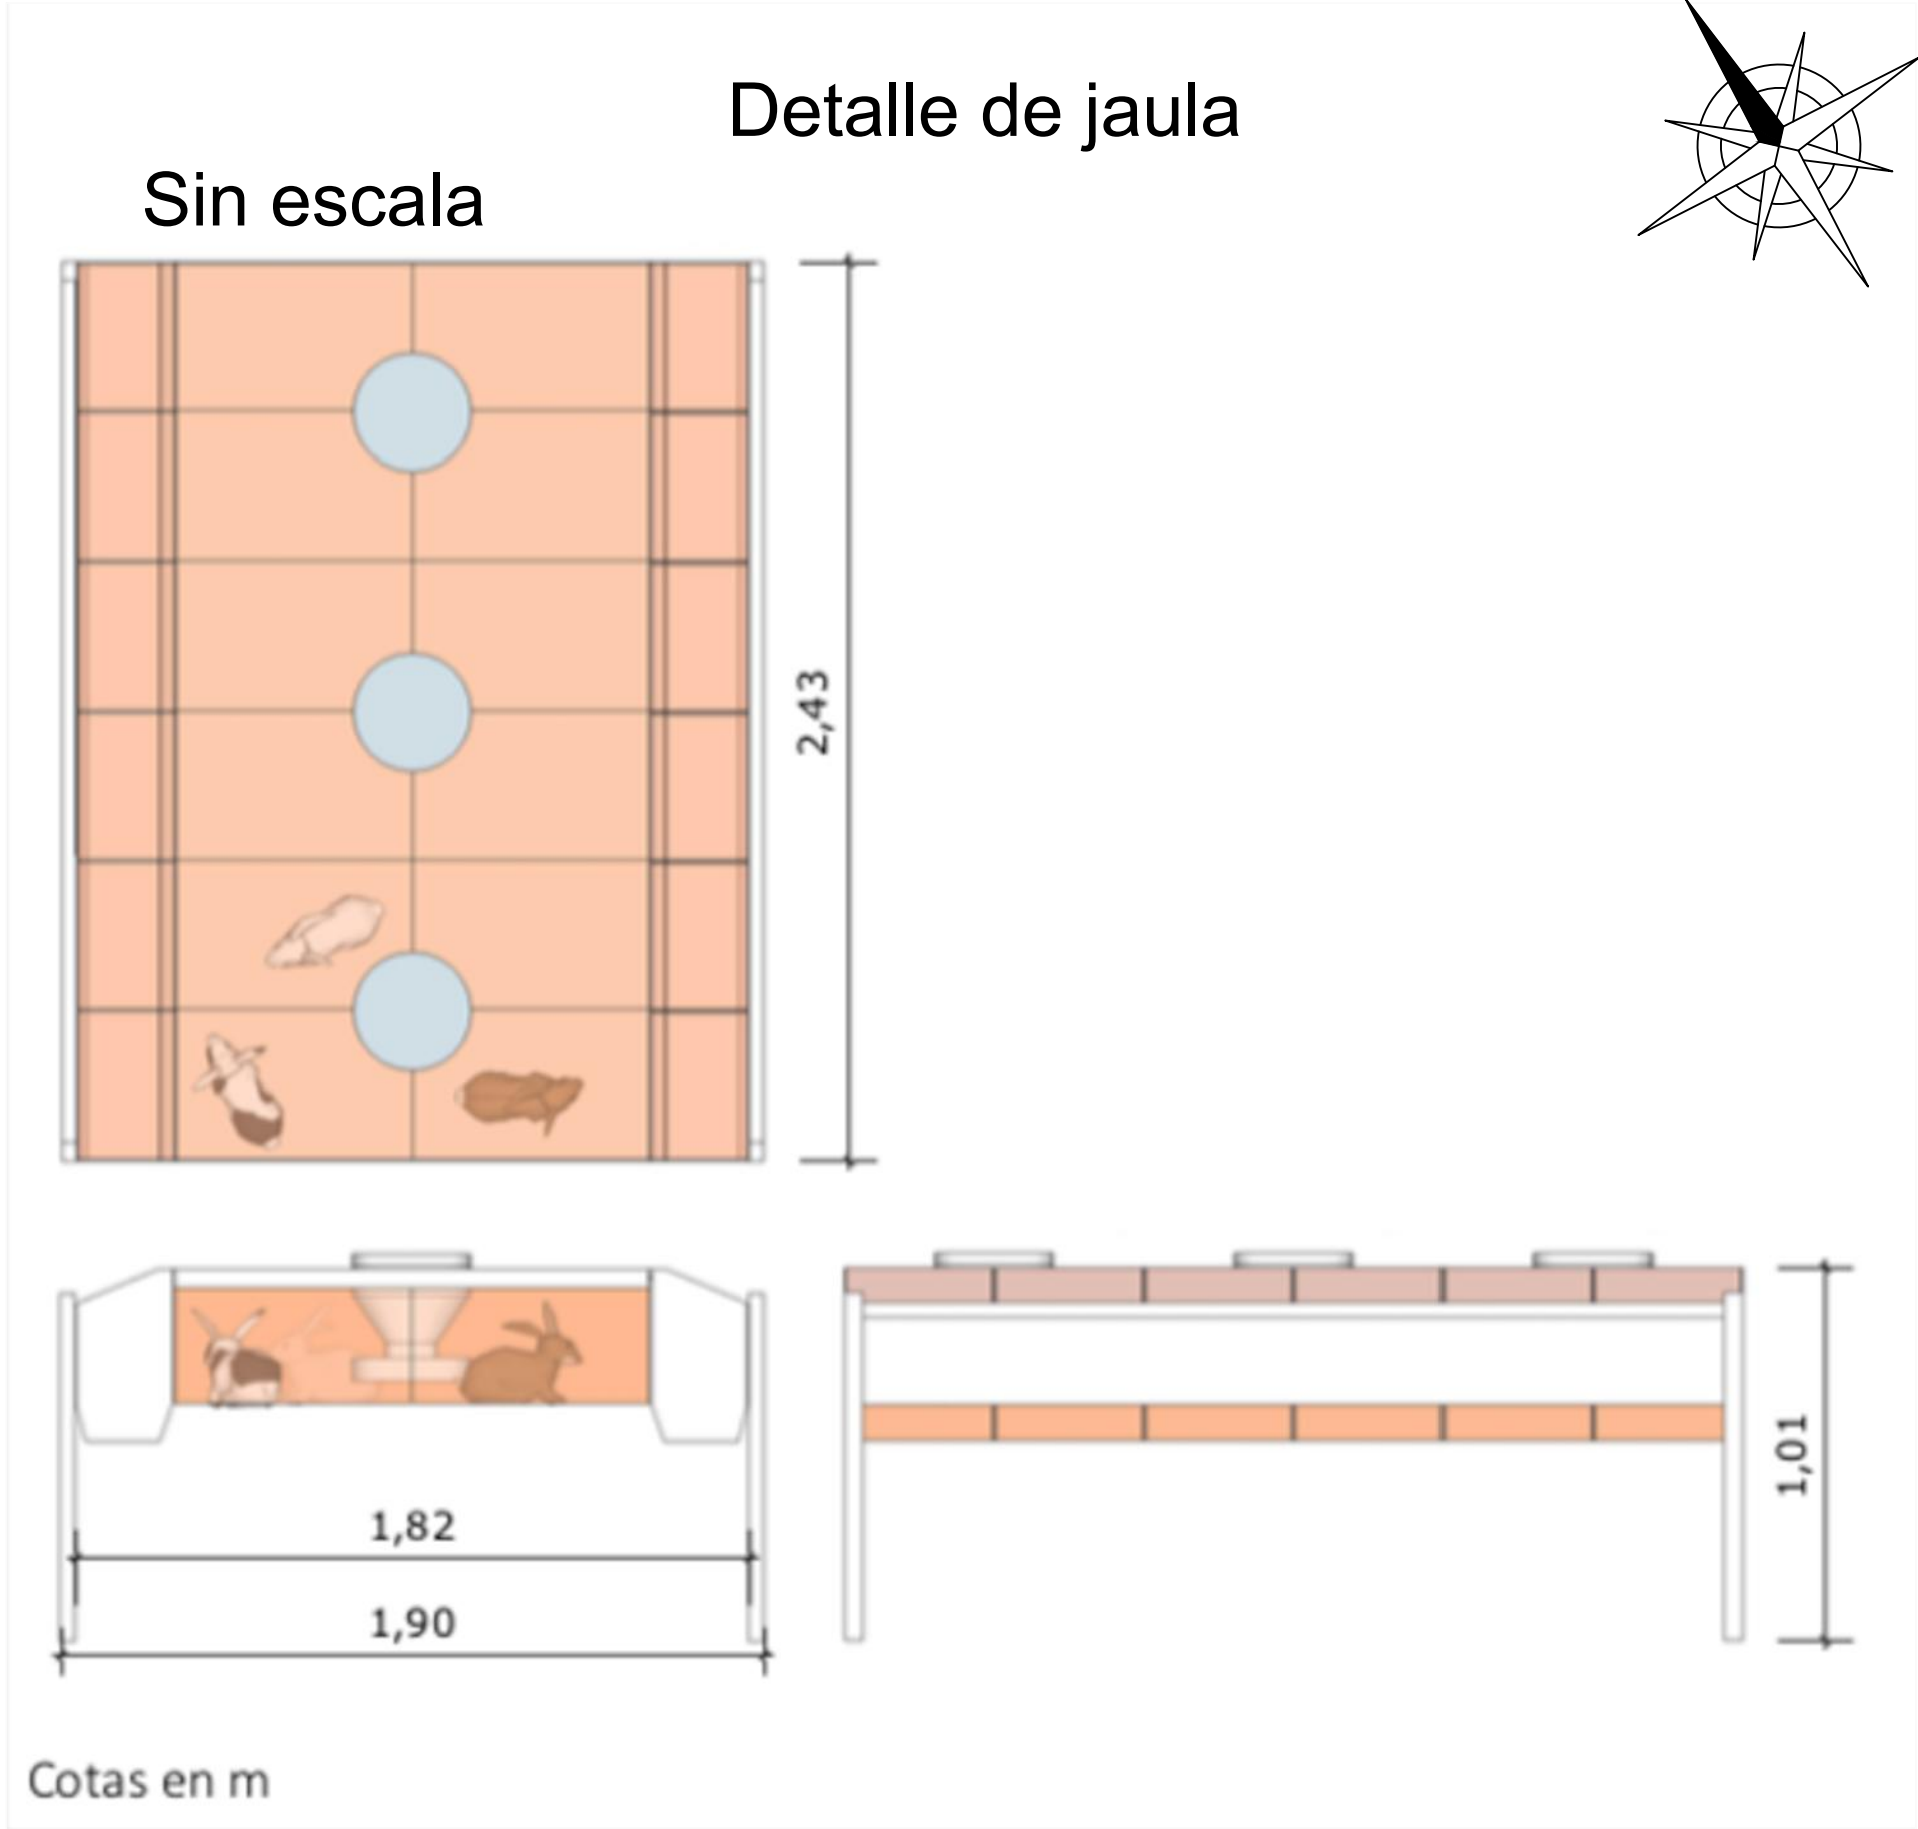 Detalle de jaula
Sin escala
2,43
1,82
1,90
1,01
Cotas en m